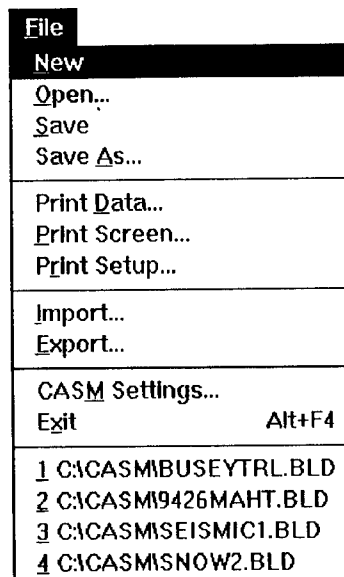 File
New
Open...
Save
Save As...
Print Data...
Print Screen...
Print Setup...
Import...
Export...
CASM Settings...
Exit Alt+F4
1 C:\CASM\BUSEYTRL.BLD
2 C:\CASM\9426MAHT.BLD
3 C:\CASM\SEISMIC1.BLD
4 C:\CASM\SNOW2.BLD